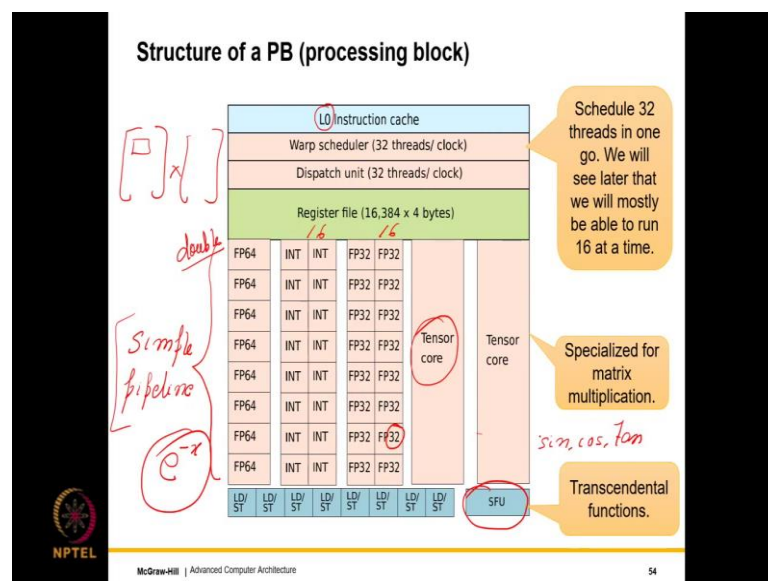 Structure of a PB (processing block)
L0 Instruction cache
Warp scheduler (32 threads/ clock)
Dispatch unit (32 threads/ clock)
Register file (16,384 x 4 bytes)
16 16
double
FP64 INT INT FP32 FP32
FP64 INT INT FP32 FP32
FP64 INT INT FP32 FP32
FP64 INT INT FP32 FP32
FP64 INT INT FP32 FP32
FP64 INT INT FP32 FP32
FP64 INT INT FP32 FP32
FP64 INT INT FP32 FP32
Tensor
core
Tensor
core
LD/ LD/ LD/ LD/ LD/ LD/ LD/ LD/
ST ST ST ST ST ST ST ST
SFU
x
Simple
pipeline
e^-x
Schedule 32
threads in one
go. We will
see later that
we will mostly
be able to run
16 at a time.
Specialized for
matrix
multiplication.
sin, cos, tan
Transcendental
functions.
NPTEL
McGraw-Hill | Advanced Computer Architecture
54